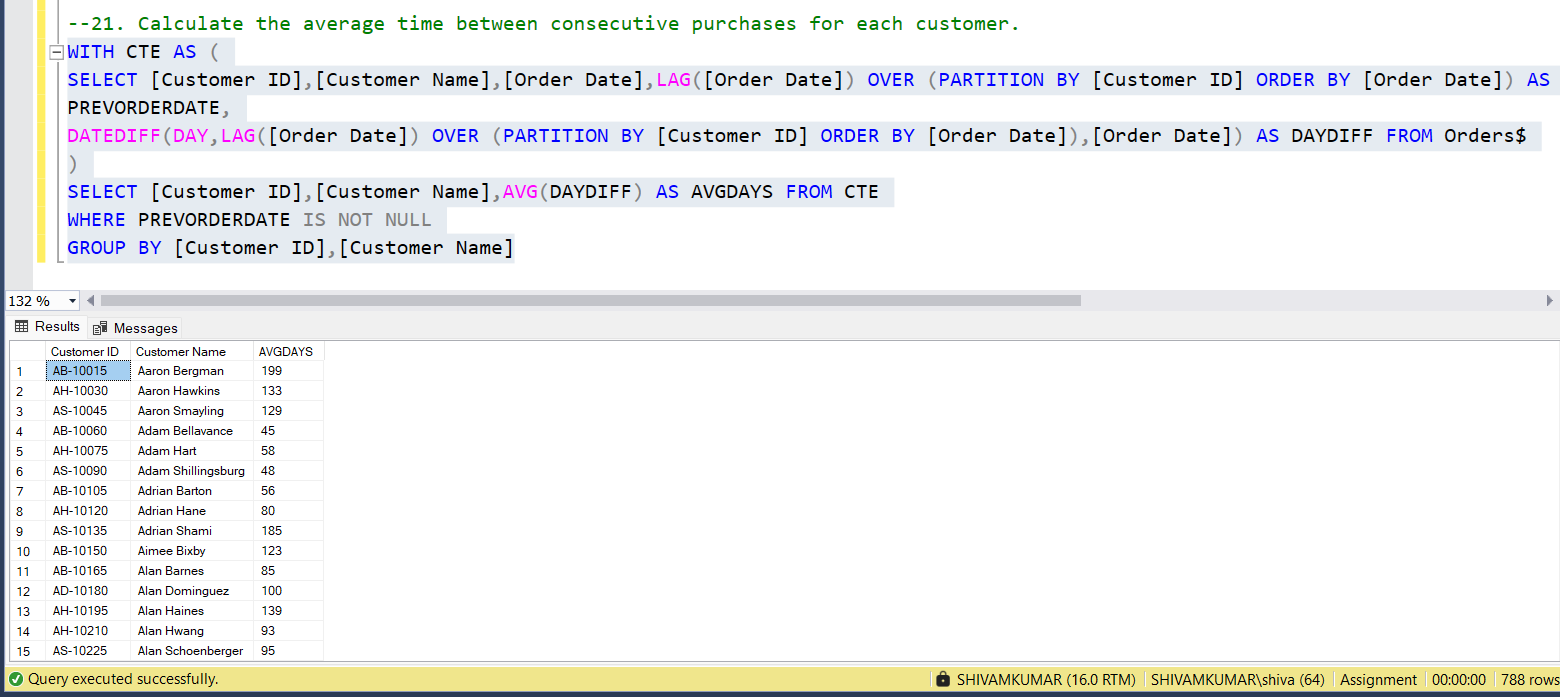 --21. Calculate the average time between consecutive purchases for each customer.
WITH CTE AS (
SELECT [Customer ID],[Customer Name],[Order Date],LAG([Order Date]) OVER (PARTITION BY [Customer ID] ORDER BY [Order Date]) AS
PREVORDERDATE,
DATEDIFF(DAY,LAG([Order Date]) OVER (PARTITION BY [Customer ID] ORDER BY [Order Date]),[Order Date]) AS DAYDIFF FROM Orders$
)
SELECT [Customer ID],[Customer Name],AVG(DAYDIFF) AS AVGDAYS FROM CTE
WHERE PREVORDERDATE IS NOT NULL
GROUP BY [Customer ID],[Customer Name]
132 %
Results Messages
Customer ID Customer Name AVGDAYS
1 AB-10015 Aaron Bergman 199
2 AH-10030 Aaron Hawkins 133
3 AS-10045 Aaron Smayling 129
4 AB-10060 Adam Bellavance 45
5 AH-10075 Adam Hart 58
6 AS-10090 Adam Shillingsburg 48
7 AB-10105 Adrian Barton 56
8 AH-10120 Adrian Hane 80
9 AS-10135 Adrian Shami 185
10 AB-10150 Aimee Bixby 123
11 AB-10165 Alan Barnes 85
12 AD-10180 Alan Dominguez 100
13 AH-10195 Alan Haines 139
14 AH-10210 Alan Hwang 93
15 AS-10225 Alan Schoenberger 95
Query executed successfully. SHIVAMKUMAR (16.0 RTM) SHIVAMKUMAR\shiva (64) Assignment 00:00:00 788 rows